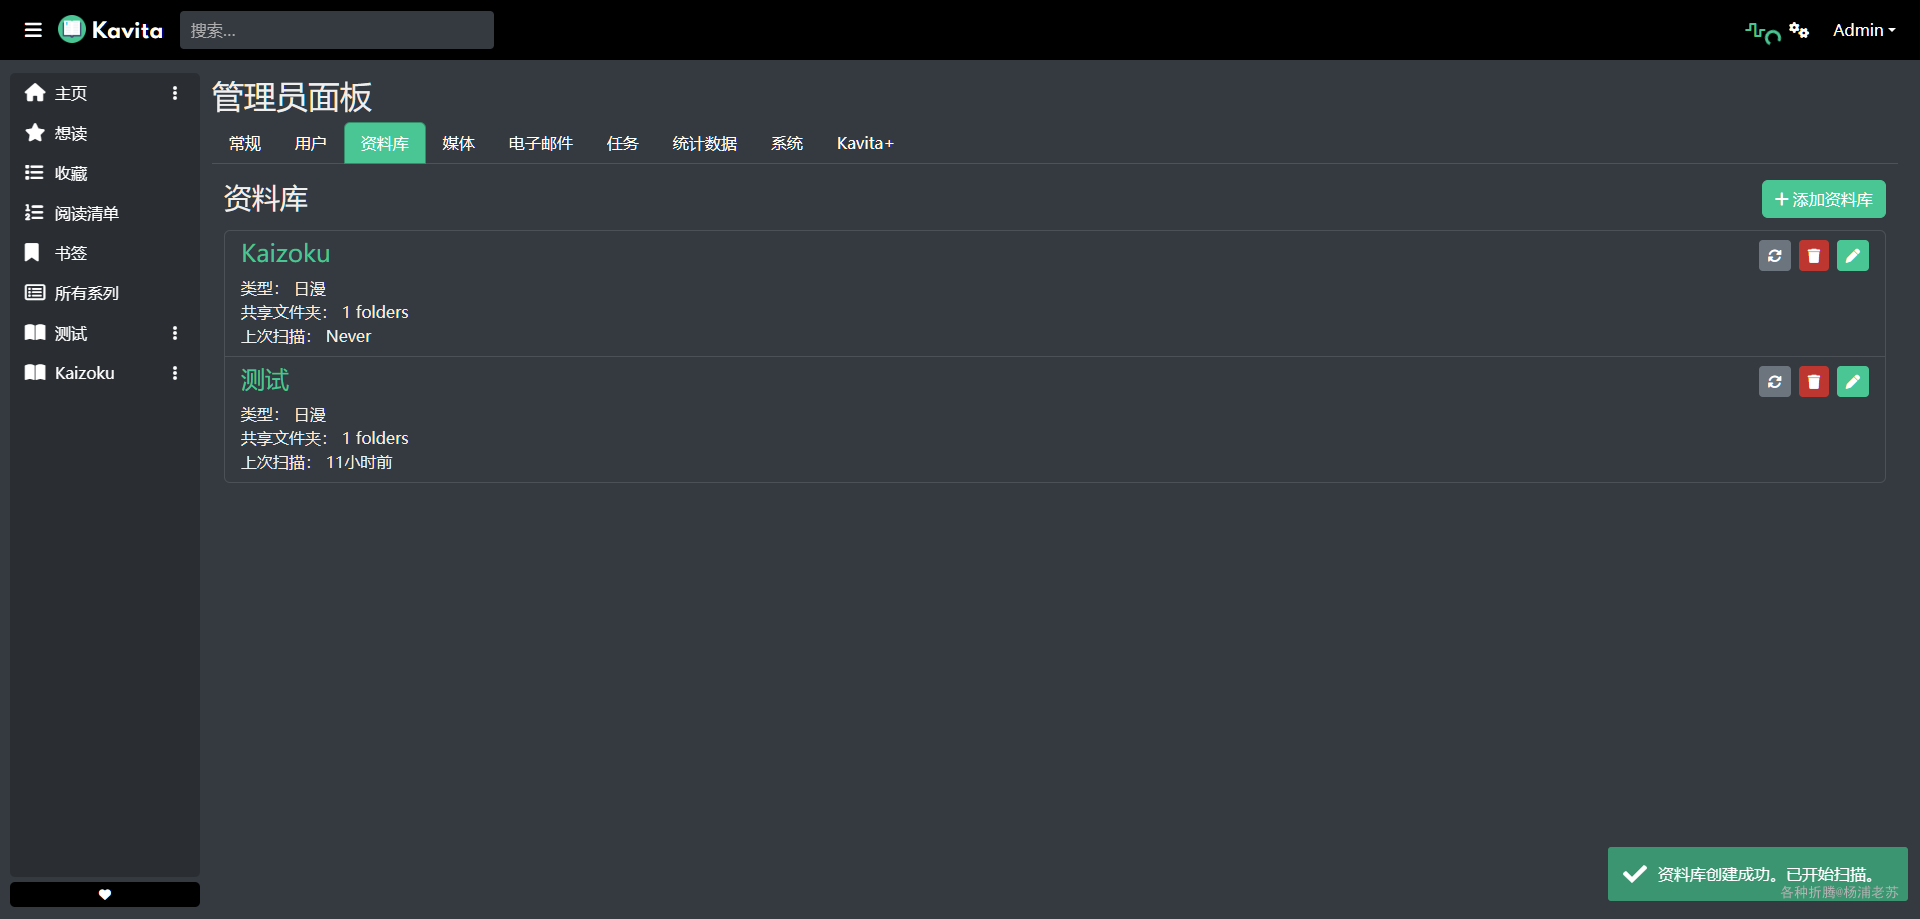 Kavita
搜索...
Admin
主页
想读
收藏
阅读清单
书签
所有系列
测试
Kaizoku
管理员面板
常规 用户 资料库 媒体 电子邮件 任务 统计数据 系统 Kavita+
资料库
添加资料库
Kaizoku
类型： 日漫
共享文件夹： 1 folders
上次扫描： Never
测试
类型： 日漫
共享文件夹： 1 folders
上次扫描： 11小时前
资料库创建成功。已开始扫描。
各种折腾@杨浦老苏